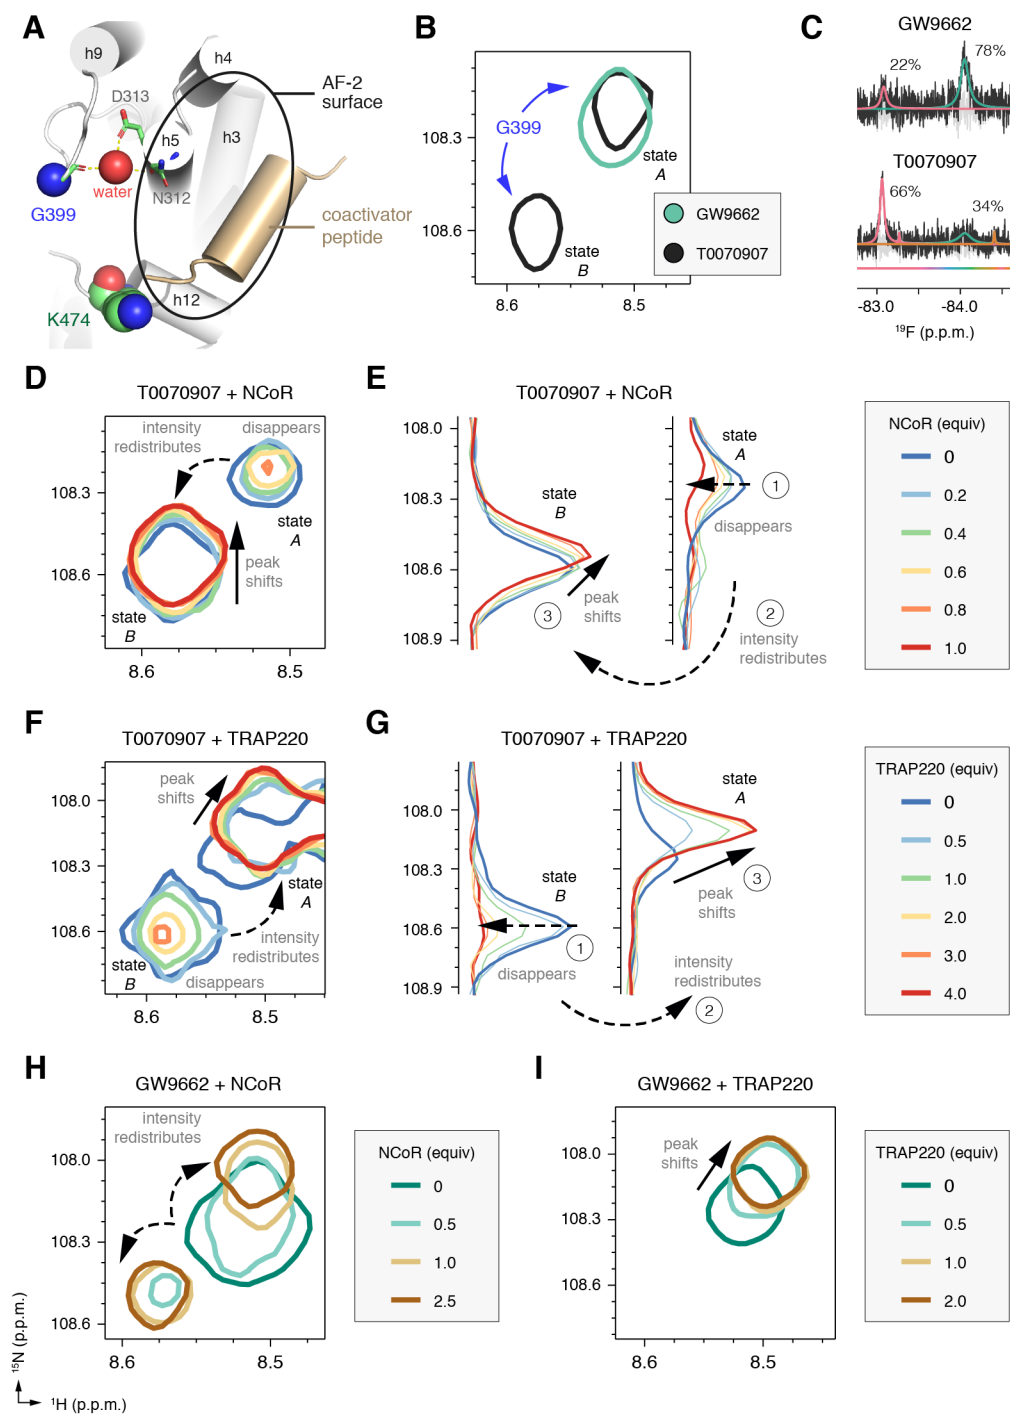 A
h9
h4
D313
AF-2
surface
h5
h3
water
N312
G399
coactivator
peptide
h12
K474
B
108.3
G399
state
A
108.6
GW9662
T0070907
state
B
8.6
8.5
C
GW9662
78%
22%
T0070907
66%
34%
-83.0
-84.0
19F (p.p.m.)
D
T0070907 + NCoR
intensity
redistributes
disappears
108.3
state
A
peak
shifts
108.6
state
B
8.6
8.5
E
T0070907 + NCoR
108.0
108.3
108.6
108.9
state
B
3
peak
shifts
state
A
1
disappears
2
intensity
redistributes
NCoR (equiv)
0
0.2
0.4
0.6
0.8
1.0
F
T0070907 + TRAP220
peak
shifts
108.0
108.3
state
A
108.6
state
B
intensity
redistributes
disappears
8.6
8.5
G
T0070907 + TRAP220
108.0
108.3
108.6
108.9
state
B
1
disappears
state
A
3
peak
shifts
intensity
redistributes
2
TRAP220 (equiv)
0
0.5
1.0
2.0
3.0
4.0
H
GW9662 + NCoR
intensity
redistributes
108.0
108.3
108.6
8.6
8.5
15N (p.p.m.)
1H (p.p.m.)
NCoR (equiv)
0
0.5
1.0
2.5
I
GW9662 + TRAP220
peak
shifts
108.0
108.3
108.6
8.6
8.5
TRAP220 (equiv)
0
0.5
1.0
2.0